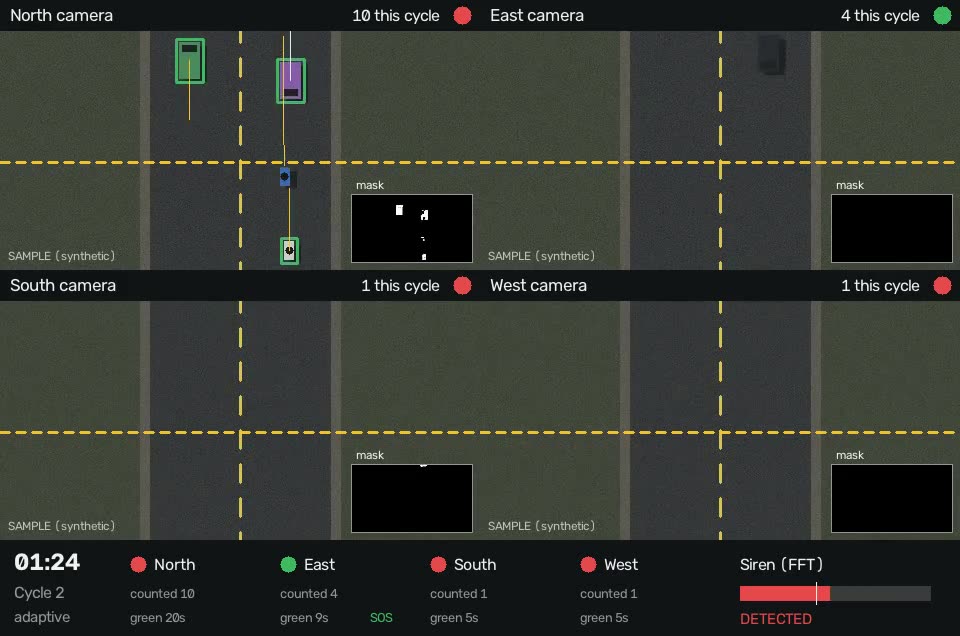 North camera 10 this cycle
East camera 4 this cycle
mask
mask
SAMPLE (synthetic)
SAMPLE (synthetic)
South camera 1 this cycle
West camera 1 this cycle
mask
mask
SAMPLE (synthetic)
SAMPLE (synthetic)
01:24
Cycle 2
adaptive
North
counted 10
green 20s
East
counted 4
green 9s SOS
South
counted 1
green 5s
West
counted 1
green 5s
Siren (FFT)
DETECTED